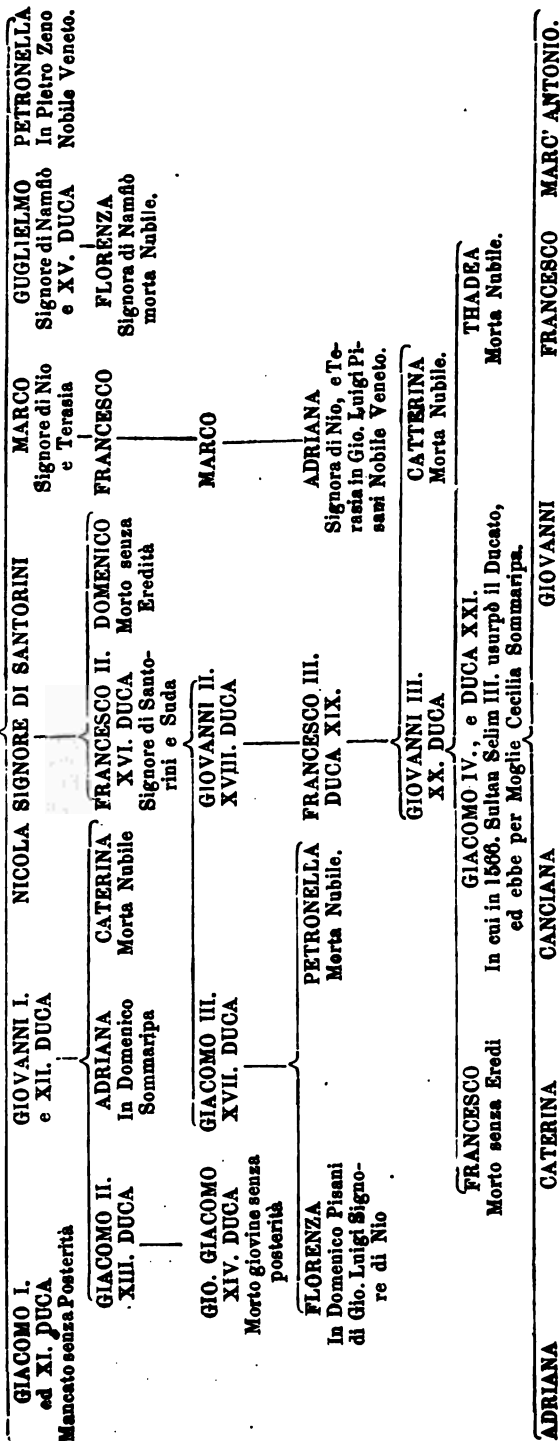 GIACOMO I.
ed XI. DUCA
Mancato senza Posterità
GIOVANNI I.
e XII. DUCA
NICOLA SIGNORE DI SANTORINI
MARCO
Signore di Nio
e Terasia
GUGLIELMO
Signore di Namfiò
e XV. DUCA
PETRONELLA
In Pietro Zeno
Nobile Veneto.
GIACOMO II.
XIII. DUCA
ADRIANA
In Domenico
Sommaripa
CATERINA
Morta Nubile
FRANCESCO II.
XVI. DUCA
Signore di Santo-
rini e Suda
DOMENICO
Morto senza
Eredità
FRANCESCO
FLORENZA
Signora di Namfiò
morta Nubile.
GIO. GIACOMO
XIV. DUCA
Morto giovine senza
posterità
GIACOMO III.
XVII. DUCA
GIOVANNI II.
XVIII. DUCA
MARCO
FLORENZA
In Domenico Pisani
di Gio. Luigi Signo-
re di Nio
PETRONELLA
Morta Nubile.
FRANCESCO III.
DUCA XIX.
ADRIANA
Signora di Nio, e Te-
rasia in Gio. Luigi Pi-
sani Nobile Veneto.
GIOVANNI III.
XX. DUCA
CATTERINA
Morta Nubile.
FRANCESCO
Morto senza Eredi
GIACOMO IV., e DUCA XXI.
In cui in 1566. Sultan Selim III. usurpò il Ducato,
ed ebbe per Moglie Cecilia Sommaripa.
THADEA
Morta Nubile.
ADRIANA
CATERINA
CANCIANA
GIOVANNI
FRANCESCO
MARC' ANTONIO.